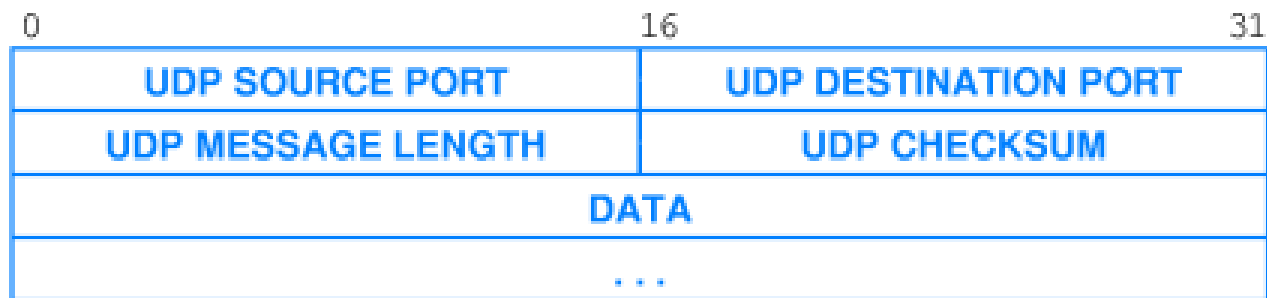 0 16 31
UDP SOURCE PORT UDP DESTINATION PORT
UDP MESSAGE LENGTH UDP CHECKSUM
DATA
. . .